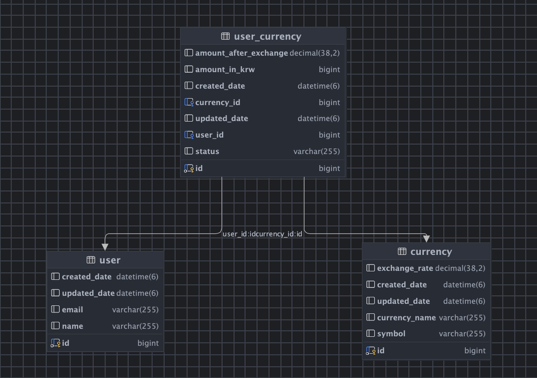 user_currency
amount_after_exchange decimal(38,2)
amount_in_krw bigint
created_date datetime(6)
currency_id bigint
updated_date datetime(6)
user_id bigint
status varchar(255)
id bigint
user_id:idcurrency_id:id
user
created_date datetime(6)
updated_date datetime(6)
email varchar(255)
name varchar(255)
id bigint
currency
exchange_rate decimal(38,2)
created_date datetime(6)
updated_date datetime(6)
currency_name varchar(255)
symbol varchar(255)
id bigint